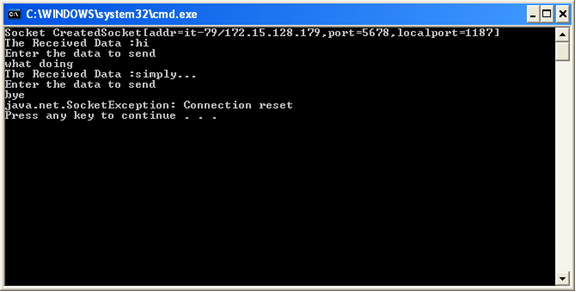 C:\WINDOWS\system32\cmd.exe
Socket CreatedSocket[addr=it-79/172.15.128.179,port=5678,localport=1187]
The Received Data :hi
Enter the data to send
what doing
The Received Data :simply...
Enter the data to send
bye
java.net.SocketException: Connection reset
Press any key to continue . . .